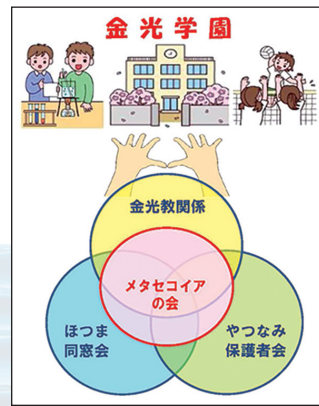 金光学園
金光教関係
メタセコイア
の会
ほつま
同窓会
やつなみ
保護者会